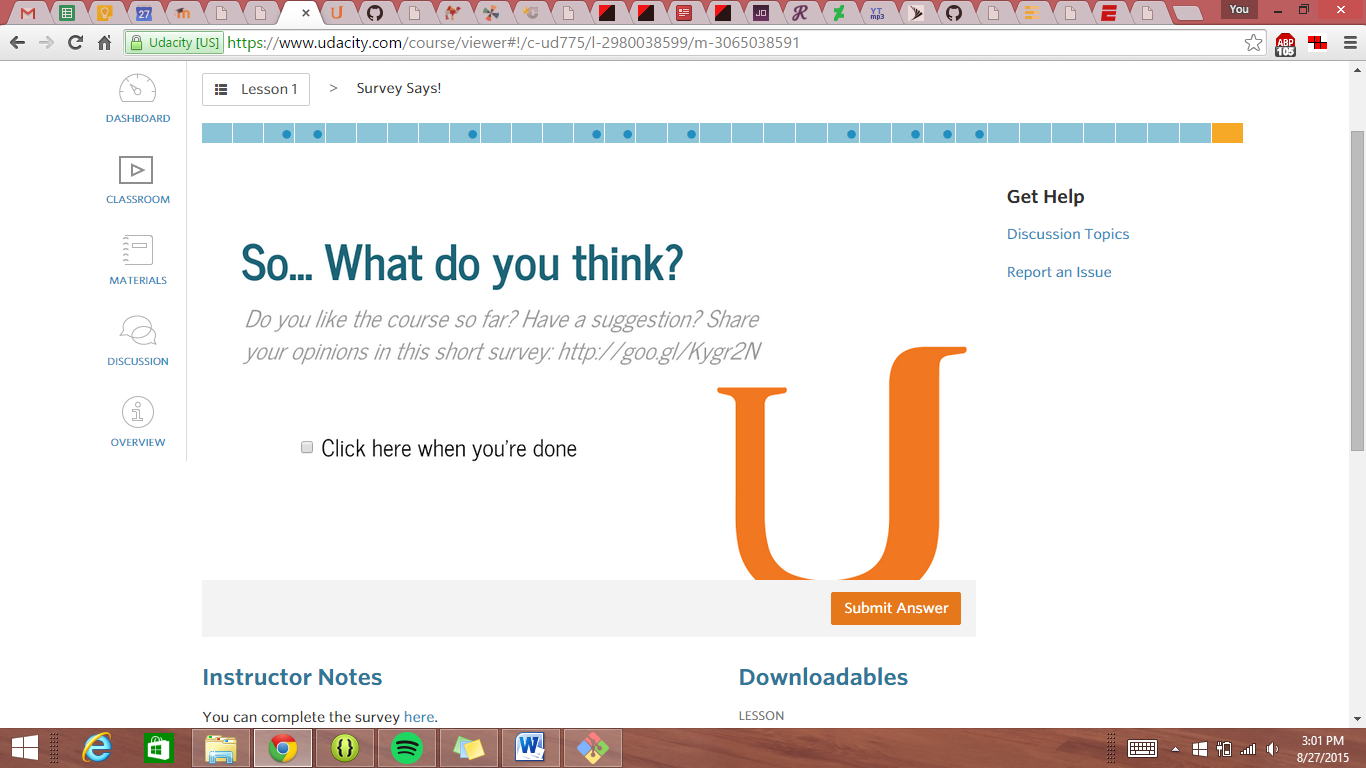 27
YT
mp3
JO
You
Udacity [US]
https://www.udacity.com/course/viewer#!/c-ud775/l-2980038599/m-3065038591
ABP
105
Lesson 1 > Survey Says!
DASHBOARD
CLASSROOM
MATERIALS
DISCUSSION
OVERVIEW
So... What do you think?
Do you like the course so far? Have a suggestion? Share
your opinions in this short survey: http://goo.gl/Kygr2N
Click here when you're done
U
Submit Answer
Get Help
Discussion Topics
Report an Issue
Instructor Notes
You can complete the survey here.
Downloadables
LESSON
3:01 PM
8/27/2015